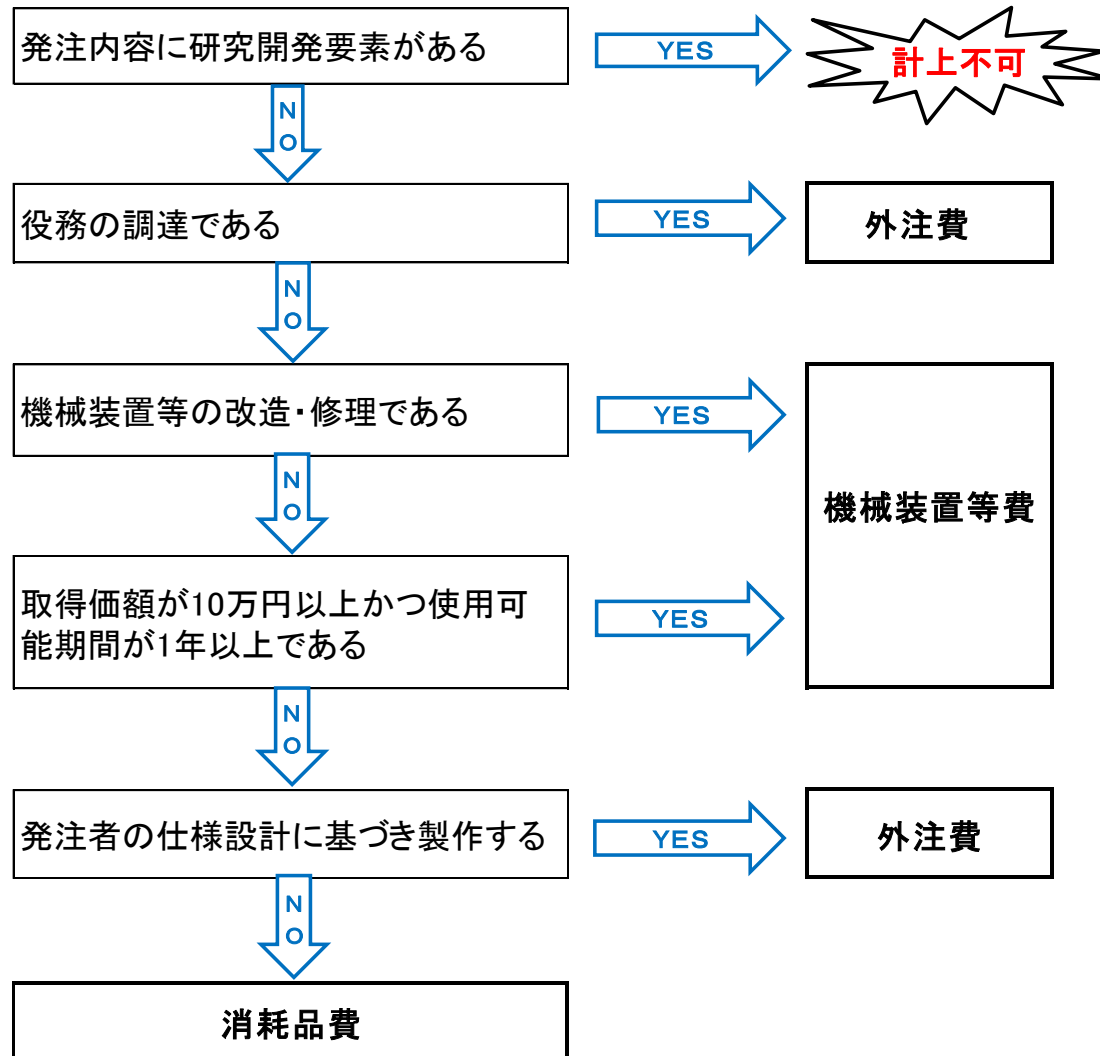 発注内容に研究開発要素がある
YES
計上不可
NO
役務の調達である
YES
外注費
NO
機械装置等の改造・修理である
YES
機械装置等費
NO
取得価額が10万円以上かつ使用可
能期間が1年以上である
YES
NO
発注者の仕様設計に基づき製作する
YES
外注費
NO
消耗品費